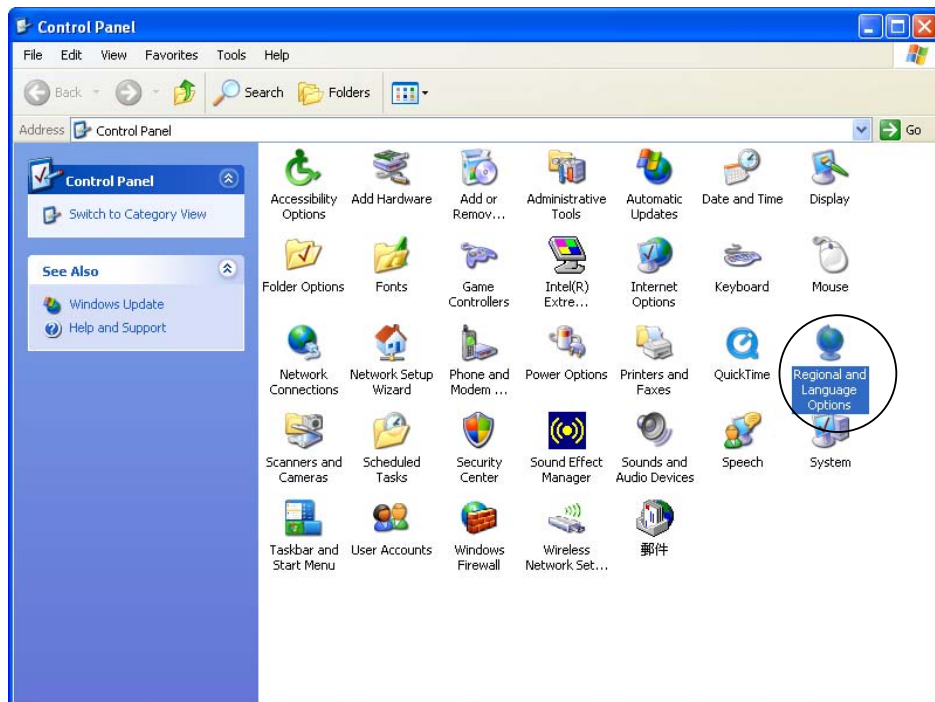 Control Panel
File Edit View Favorites Tools Help
Back Search Folders
Address Control Panel Go
Control Panel
Switch to Category View
See Also
Windows Update
Help and Support
Accessibility Options
Add Hardware
Add or Remov...
Administrative Tools
Automatic Updates
Date and Time
Display
Folder Options
Fonts
Game Controllers
Intel(R) Extre...
Internet Options
Keyboard
Mouse
Network Connections
Network Setup Wizard
Phone and Modem ...
Power Options
Printers and Faxes
QuickTime
Regional and Language Options
Scanners and Cameras
Scheduled Tasks
Security Center
Sound Effect Manager
Sounds and Audio Devices
Speech
System
Taskbar and Start Menu
User Accounts
Windows Firewall
Wireless Network Set...
郵件